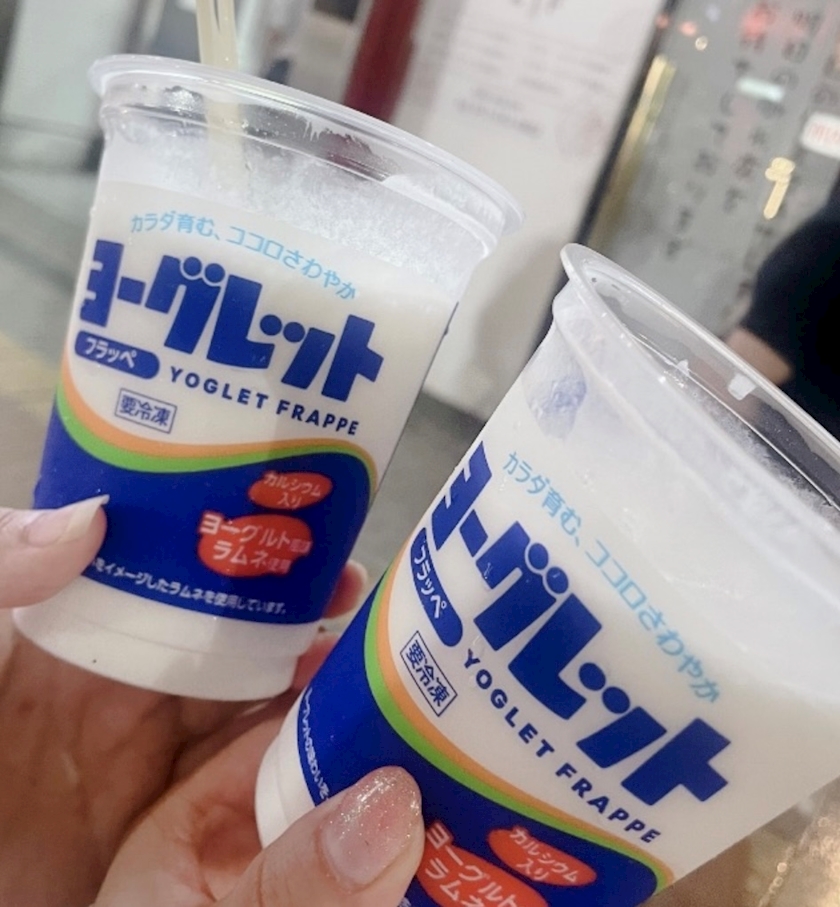 カラダ育む、ココロさわやか
ヨーグレット
フラッペ
YOGLET FRAPPE
要冷凍
カルシウム
入り
ヨーグルト
ラムネ使用
をイメージしたラムネを使用しています。
カラダ育む、ココロさわやか
ヨーグレット
フラッペ
YOGLET FRAPPE
要冷凍
カルシウム
入り
ヨーグルト
ラムネ